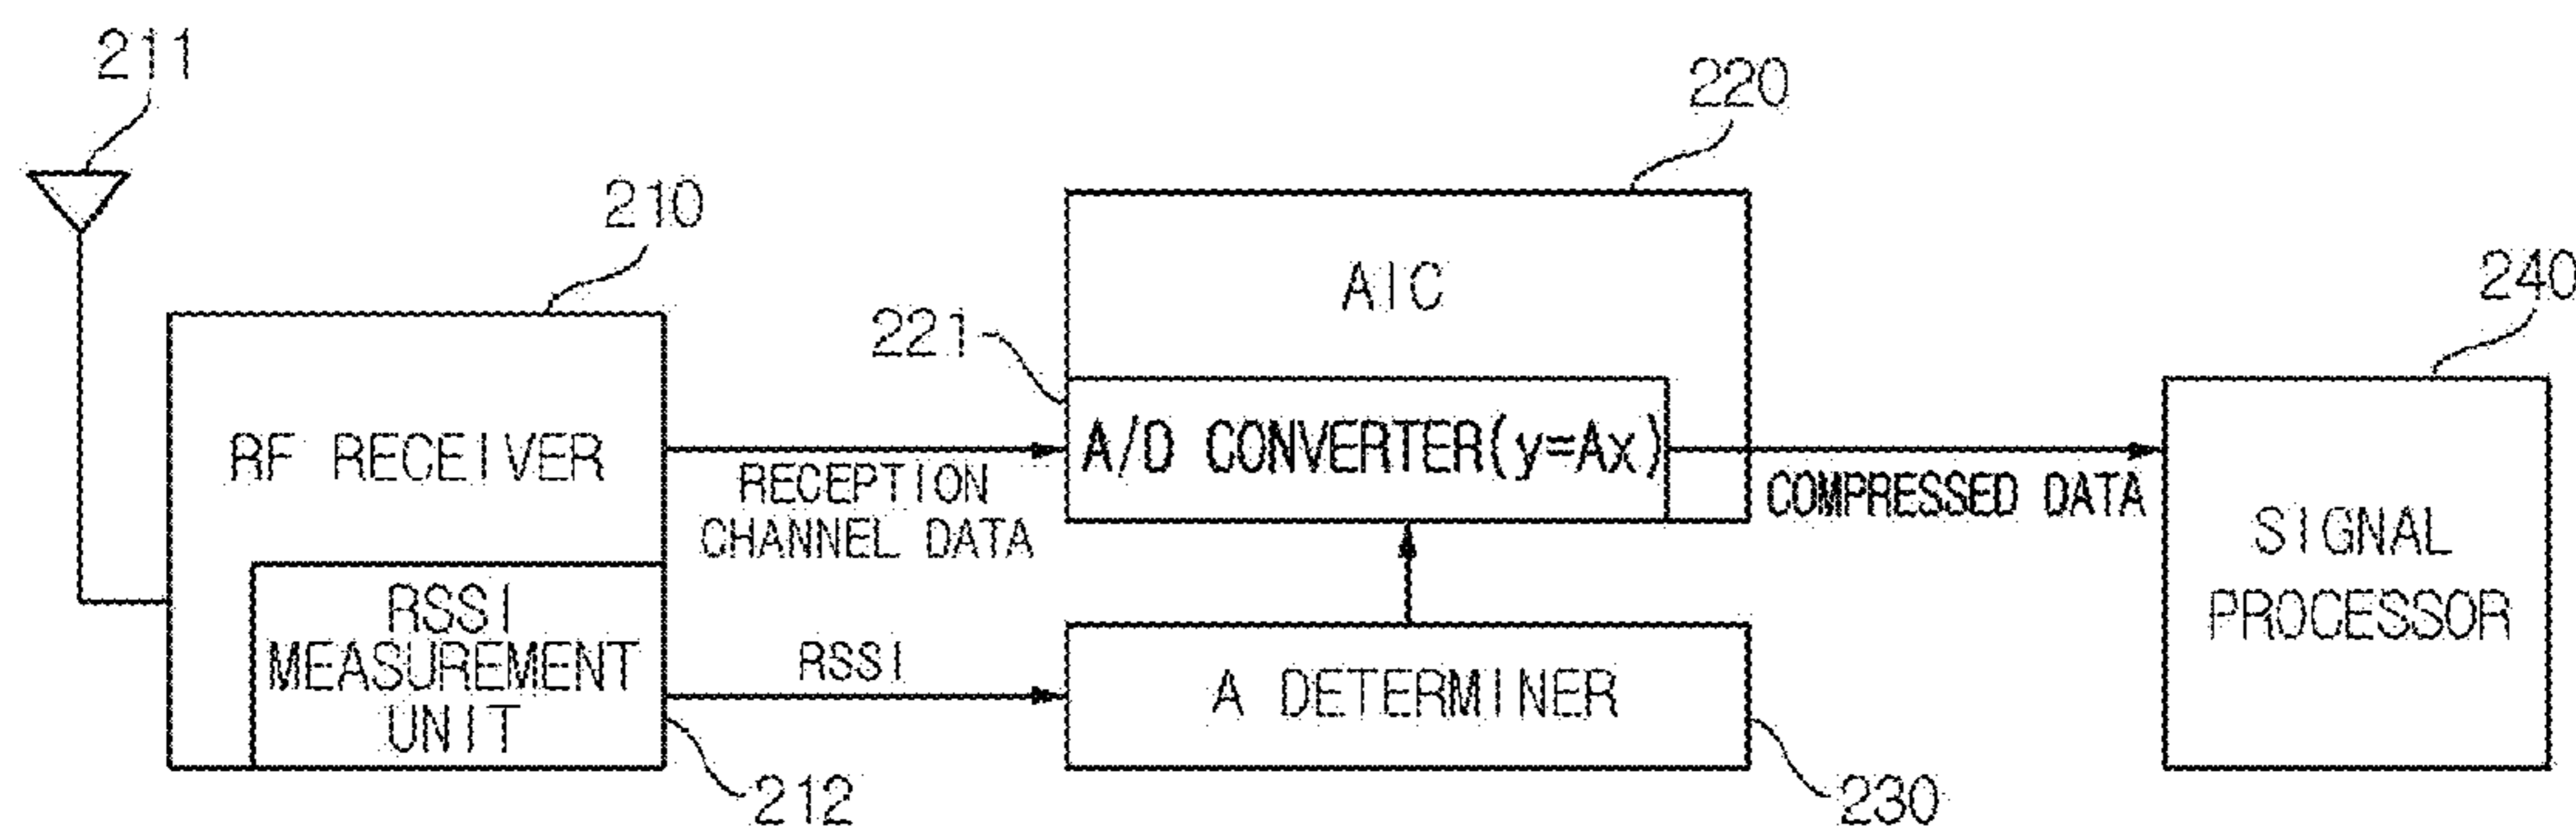 211
220
210
240
AIC
221
RF RECEIVER
A/D CONVERTER(y=Ax)
RECEPTION
CHANNEL DATA
COMPRESSED DATA
SIGNAL
PROCESSOR
RSSI
MEASUREMENT
UNIT
RSSI
A DETERMINER
212
230